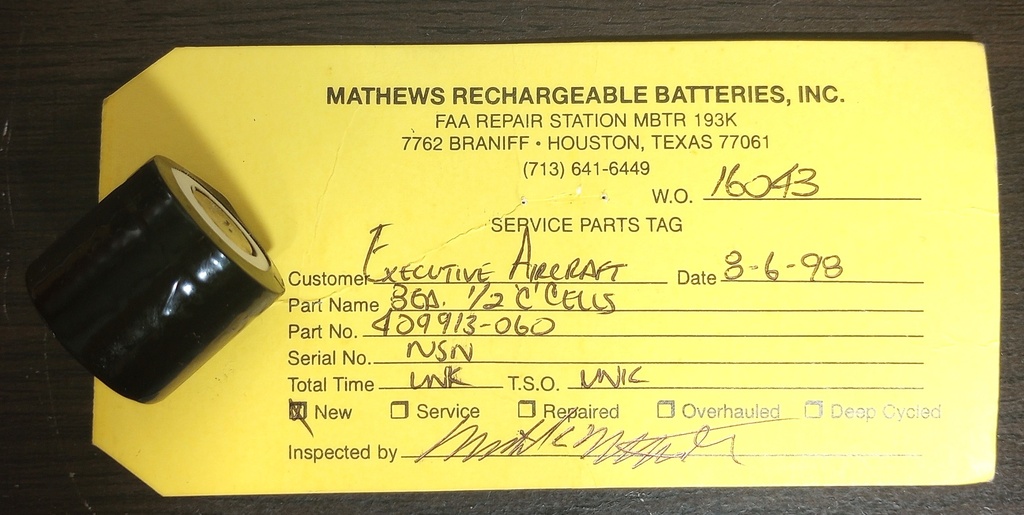 MATHEWS RECHARGEABLE BATTERIES, INC.
FAA REPAIR STATION MBTR 193K
7762 BRANIFF • HOUSTON, TEXAS 77061
(713) 641-6449
W.O. 16043
SERVICE PARTS TAG
Customer EXECUTIVE AIRCRAFT Date 3-6-98
Part Name 3EA. 1/2 "C" CELLS
Part No. 409913-060
Serial No. NSN
Total Time UNK T.S.O. UNK
☒ New ☐ Service ☐ Repaired ☐ Overhauled ☐ Deep Cycled
Inspected by